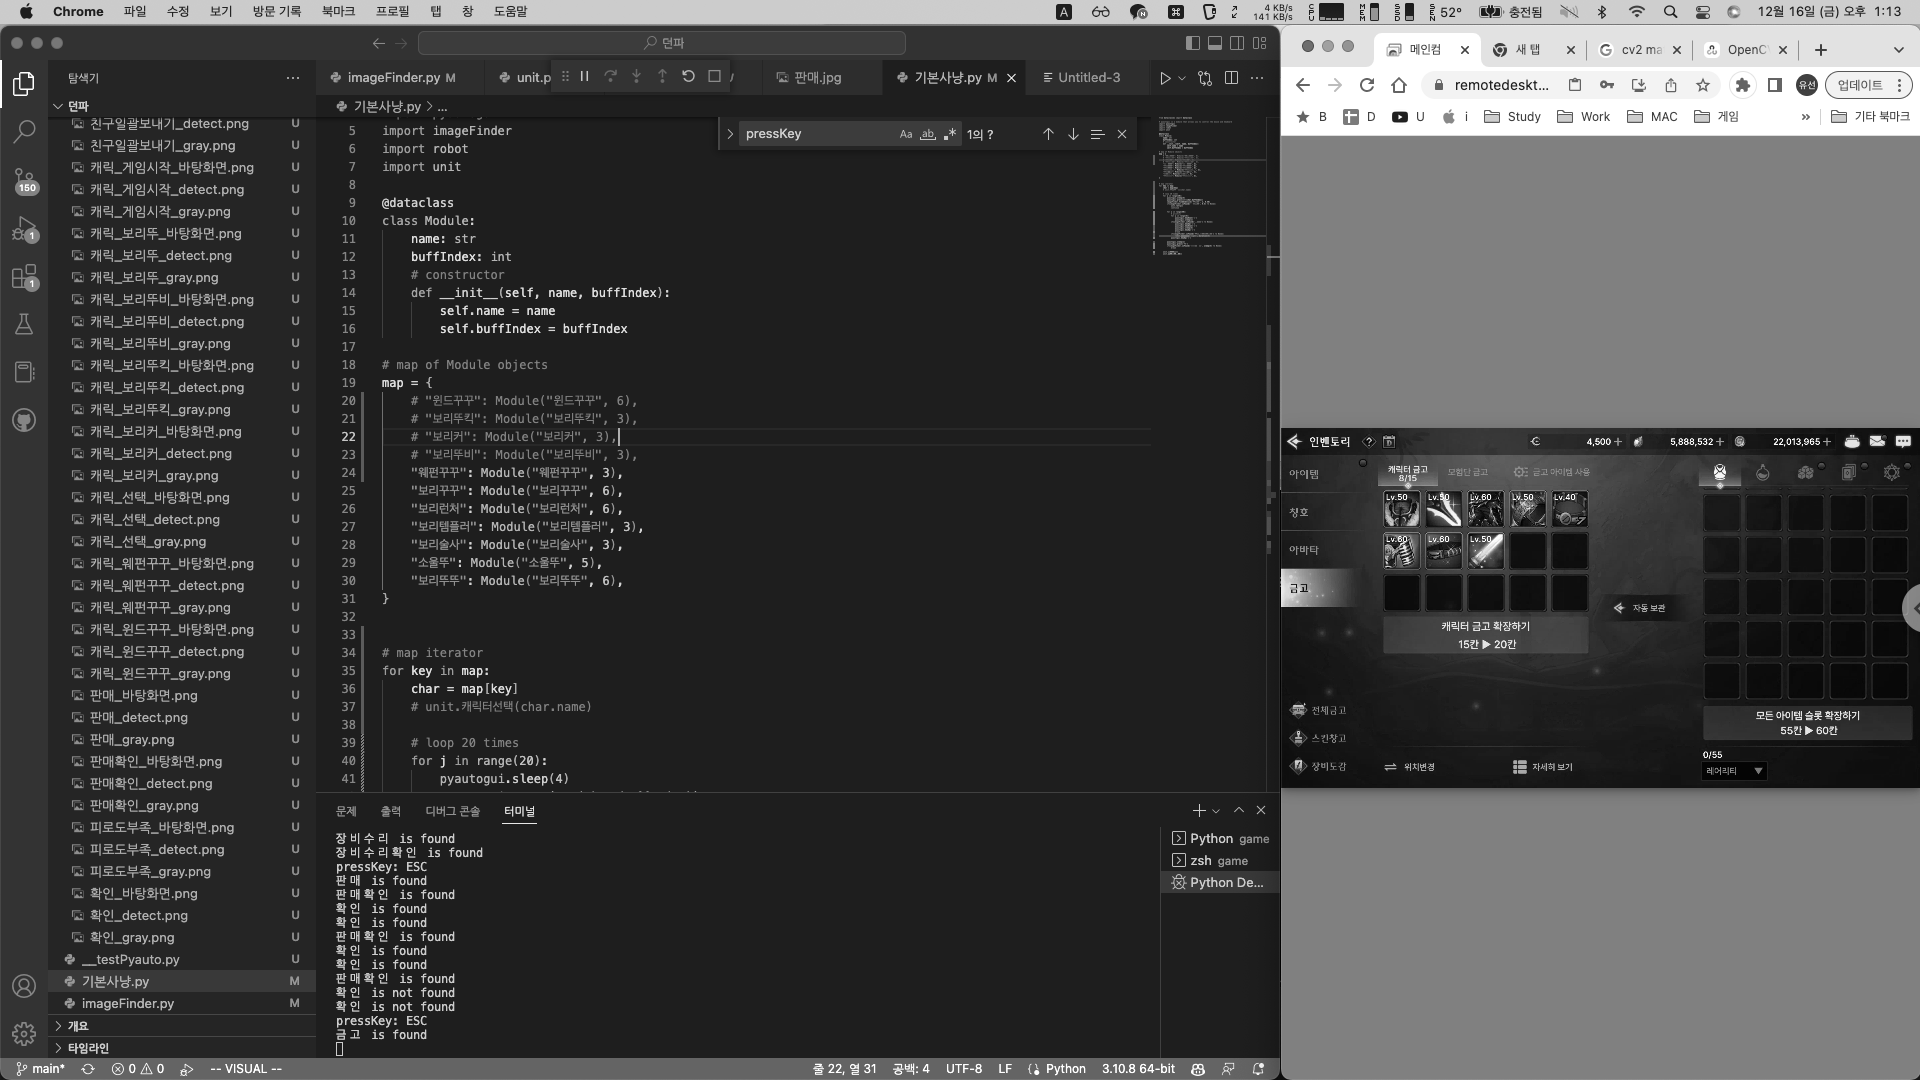 Chrome 파일 수정 보기 방문 기록 북마크 프로필 탭 창 도움말
A 4 KB/s 141 KB/s 52° 충전됨 12월 16일 (금) 오후 1:13
던파
탐색기
던파
친구일괄보내기_detect.png U
친구일괄보내기_gray.png U
캐릭_게임시작_바탕화면.png U
캐릭_게임시작_detect.png U
캐릭_게임시작_gray.png U
캐릭_보리뚜_바탕화면.png U
캐릭_보리뚜_detect.png U
캐릭_보리뚜_gray.png U
캐릭_보리뚜비_바탕화면.png U
캐릭_보리뚜비_detect.png U
캐릭_보리뚜비_gray.png U
캐릭_보리뚜킥_바탕화면.png U
캐릭_보리뚜킥_detect.png U
캐릭_보리뚜킥_gray.png U
캐릭_보리커_바탕화면.png U
캐릭_보리커_detect.png U
캐릭_보리커_gray.png U
캐릭_선택_바탕화면.png U
캐릭_선택_detect.png U
캐릭_선택_gray.png U
캐릭_웨펀꾸꾸_바탕화면.png U
캐릭_웨펀꾸꾸_detect.png U
캐릭_웨펀꾸꾸_gray.png U
캐릭_윈드꾸꾸_바탕화면.png U
캐릭_윈드꾸꾸_detect.png U
캐릭_윈드꾸꾸_gray.png U
판매_바탕화면.png U
판매_detect.png U
판매_gray.png U
판매확인_바탕화면.png U
판매확인_detect.png U
판매확인_gray.png U
피로도부족_바탕화면.png U
피로도부족_detect.png U
피로도부족_gray.png U
확인_바탕화면.png U
확인_detect.png U
확인_gray.png U
__testPyauto.py U
기본사냥.py M
imageFinder.py M
개요
타임라인
150
1
1
imageFinder.py M unit.p 판매.jpg 기본사냥.py M Untitled-3
기본사냥.py > ...
pressKey Aa ab 1의 ?
5 import imageFinder
6 import robot
7 import unit
8
9 @dataclass
10 class Module:
11 name: str
12 buffIndex: int
13 # constructor
14 def __init__(self, name, buffIndex):
15 self.name = name
16 self.buffIndex = buffIndex
17
18 # map of Module objects
19 map = {
20 # "윈드꾸꾸": Module("윈드꾸꾸", 6),
21 # "보리뚜킥": Module("보리뚜킥", 3),
22 # "보리커": Module("보리커", 3),
23 # "보리뚜비": Module("보리뚜비", 3),
24 "웨펀꾸꾸": Module("웨펀꾸꾸", 3),
25 "보리꾸꾸": Module("보리꾸꾸", 6),
26 "보리런처": Module("보리런처", 6),
27 "보리템플러": Module("보리템플러", 3),
28 "보리술사": Module("보리술사", 3),
29 "소울뚜": Module("소울뚜", 5),
30 "보리뚜뚜": Module("보리뚜뚜", 6),
31 }
32
33
34 # map iterator
35 for key in map:
36 char = map[key]
37 # unit.캐릭터선택(char.name)
38
39 # loop 20 times
40 for j in range(20):
41 pyautogui.sleep(4)
문제 출력 디버그 콘솔 터미널
장비수리 is found
장비수리확인 is found
pressKey: ESC
판매 is found
판매확인 is found
확인 is found
확인 is found
판매확인 is found
확인 is found
확인 is found
판매확인 is found
확인 is not found
확인 is not found
pressKey: ESC
금고 is found
Python game
zsh game
Python De...
main* 0 0 -- VISUAL -- 줄 22, 열 31 공백: 4 UTF-8 LF Python 3.10.8 64-bit
메인컴 새 탭 cv2 ma OpenC
remotedeskt... 유선 업데이트
B D U i Study Work MAC 게임 » 기타 북마크
인벤토리 4,500 + 5,888,532 + 22,013,965 +
아이템
칭호
아바타
금고
캐릭터 금고 8/15 모험단 금고 금고 아이템 사용
Lv.50 Lv.50 Lv.60 Lv.50 Lv.40
Lv.60 Lv.60 Lv.50
자동 보관
캐릭터 금고 확장하기
15칸 ▶ 20칸
모든 아이템 슬롯 확장하기
55칸 ▶ 60칸
0/55
레어리티
전체금고
스킨창고
장비도감
위치변경
자세히 보기